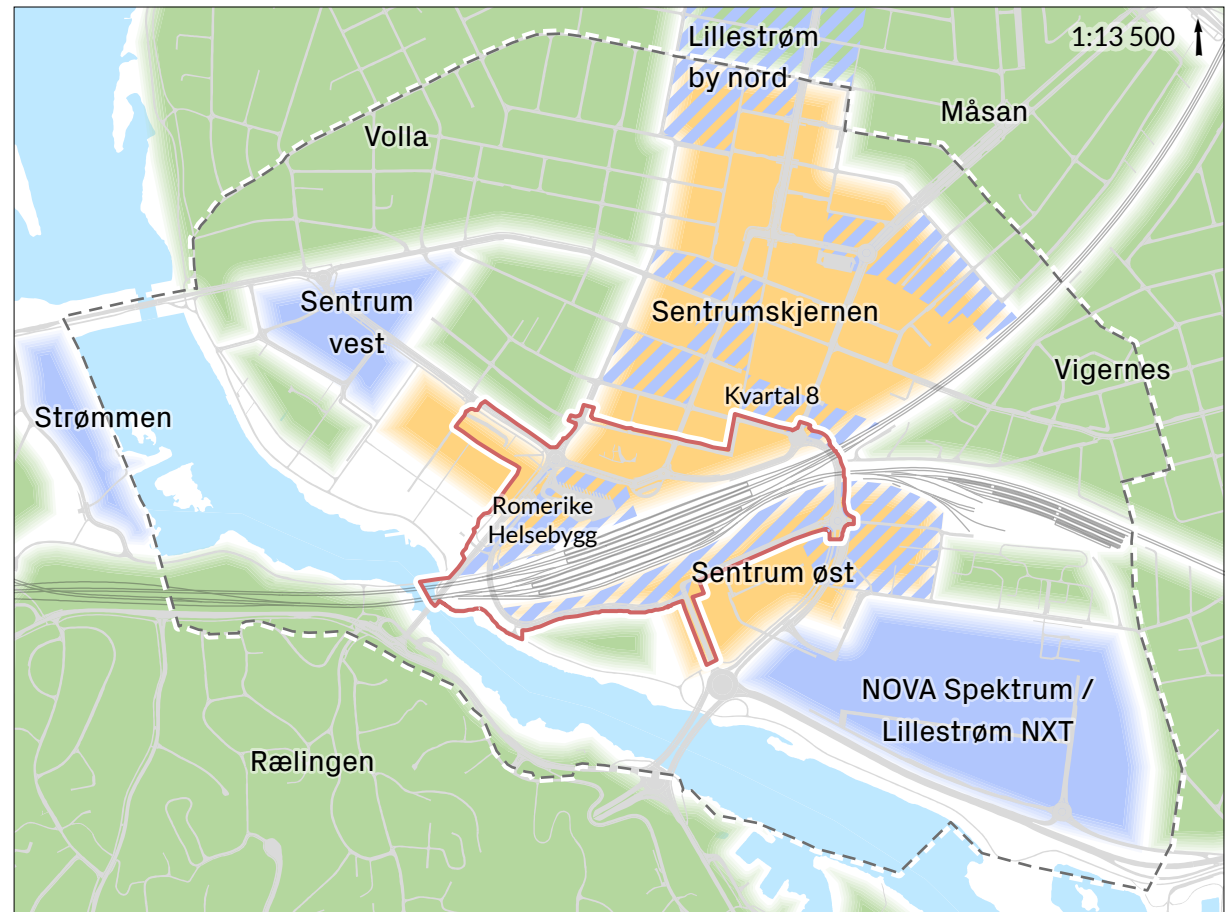 Lillestrøm
by nord
1:13 500
Måsan
Volla
Sentrum
vest
Sentrumskjernen
Vigernes
Kvartal 8
Strømmen
Romerike
Helsebygg
Sentrum øst
NOVA Spektrum /
Lillestrøm NXT
Rælingen